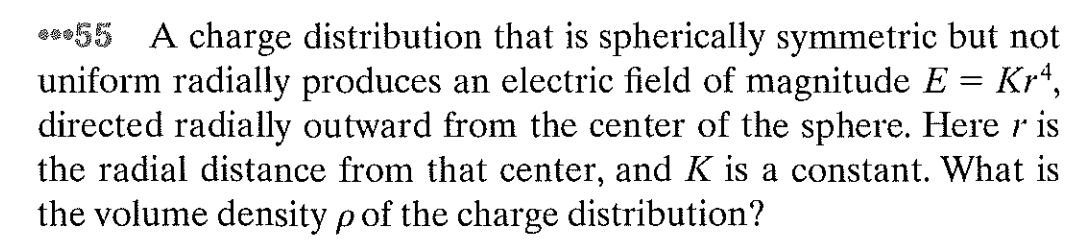 •••55 A charge distribution that is spherically symmetric but not
uniform radially produces an electric field of magnitude E = Kr⁴,
directed radially outward from the center of the sphere. Here r is
the radial distance from that center, and K is a constant. What is
the volume density ρ of the charge distribution?